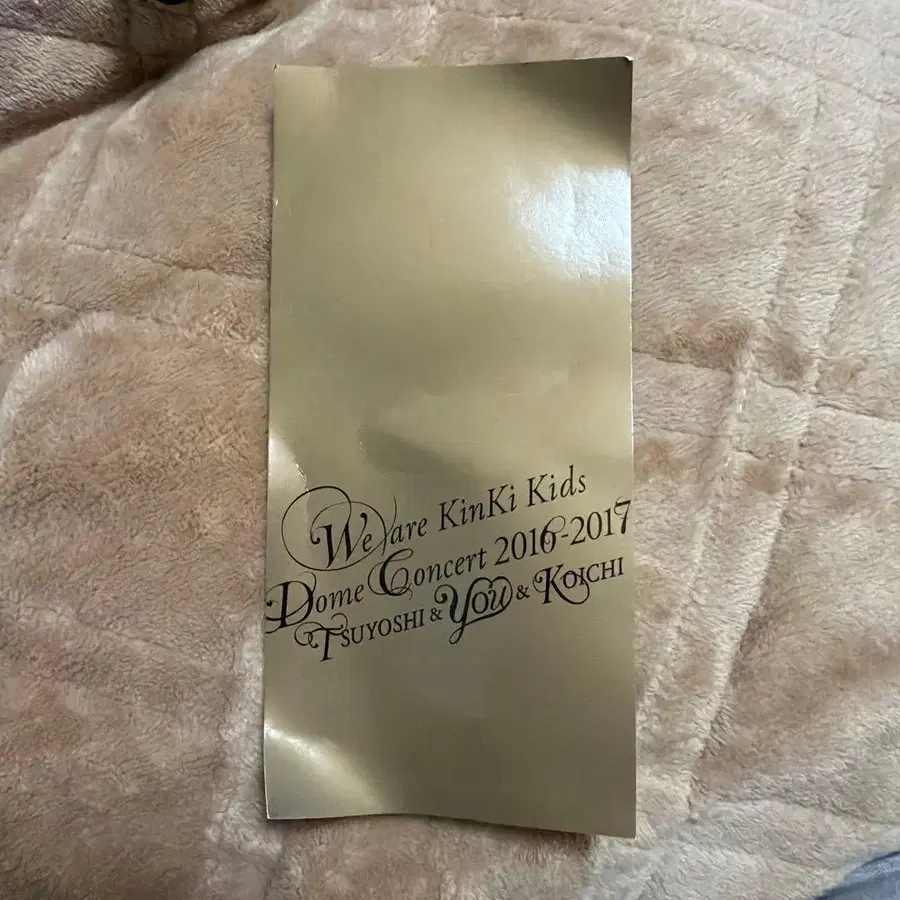 We are KinKi Kids
Dome Concert 2016-2017
TSUYOSHI & YOU & KOICHI